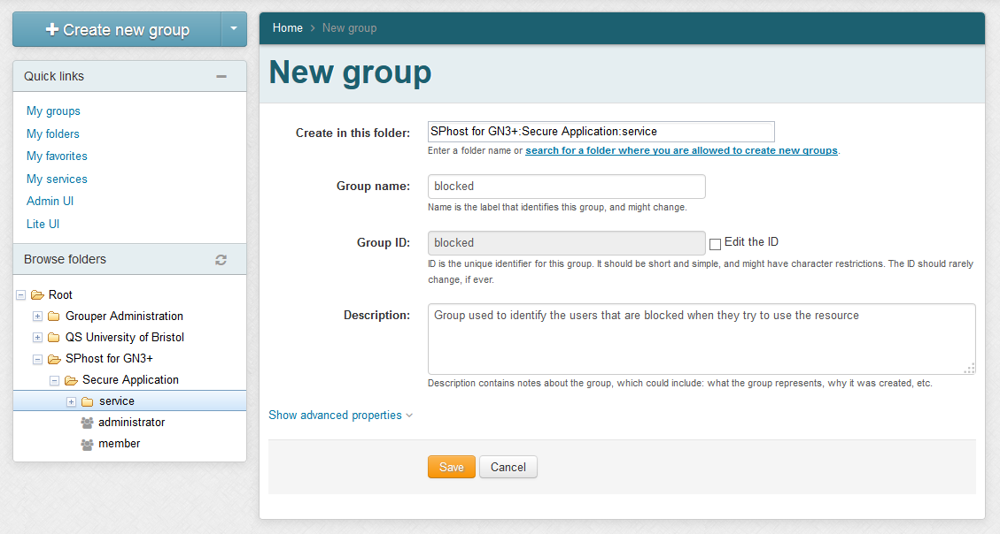 Create new group
Quick links
My groups
My folders
My favorites
My services
Admin UI
Lite UI
Browse folders
Root
Grouper Administration
QS University of Bristol
SPhost for GN3+
Secure Application
service
administrator
member
Home > New group
New group
Create in this folder: SPhost for GN3+:Secure Application:service
Enter a folder name or search for a folder where you are allowed to create new groups.
Group name: blocked
Name is the label that identifies this group, and might change.
Group ID: blocked Edit the ID
ID is the unique identifier for this group. It should be short and simple, and might have character restrictions. The ID should rarely
change, if ever.
Description: Group used to identify the users that are blocked when they try to use the resource
Description contains notes about the group, which could include: what the group represents, why it was created, etc.
Show advanced properties
Save Cancel